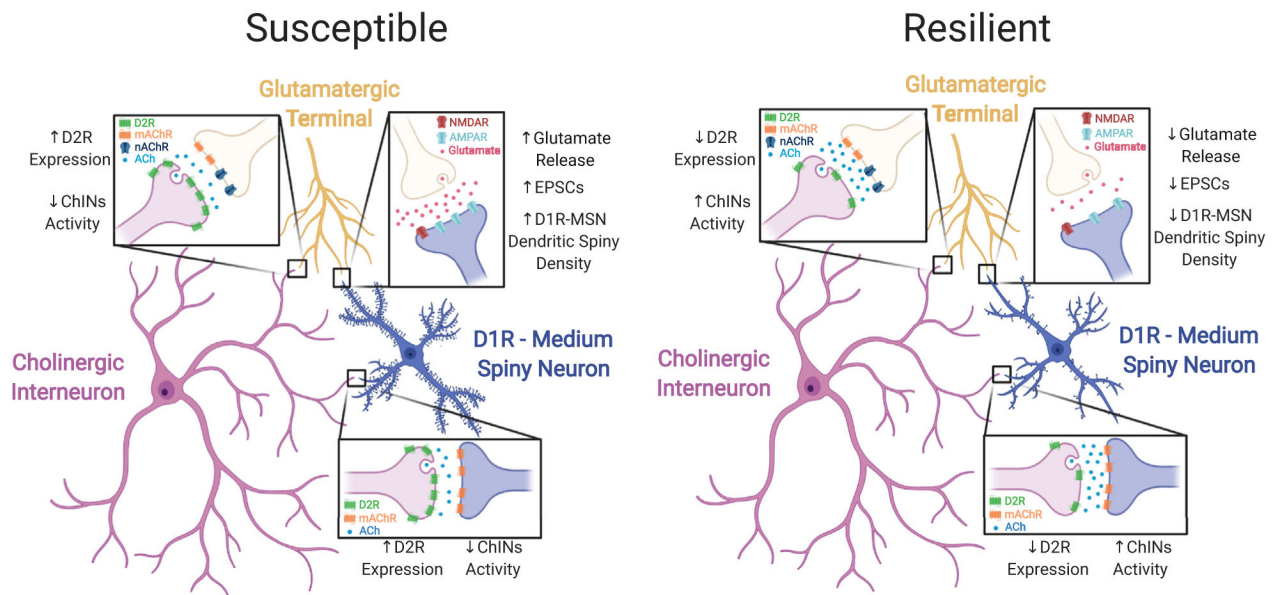 Susceptible
Glutamatergic
Terminal
↑D2R
Expression
↓ChINs
Activity
D2R
mAChR
nAChR
ACh
NMDAR
AMPAR
Glutamate
↑Glutamate
Release
↑EPSCs
↑D1R-MSN
Dendritic Spiny
Density
Cholinergic
Interneuron
D1R - Medium
Spiny Neuron
D2R
mAChR
ACh
↑D2R
Expression
↓ChINs
Activity
Resilient
Glutamatergic
Terminal
↓D2R
Expression
↑ChINs
Activity
D2R
mAChR
nAChR
ACh
NMDAR
AMPAR
Glutamate
↓Glutamate
Release
↓EPSCs
↓D1R-MSN
Dendritic Spiny
Density
Cholinergic
Interneuron
D1R - Medium
Spiny Neuron
D2R
mAChR
ACh
↓D2R
Expression
↑ChINs
Activity